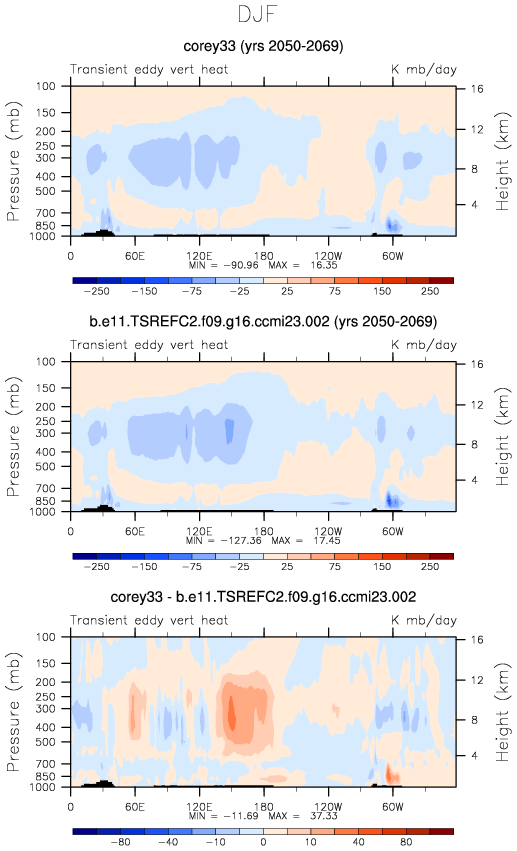 DJF
corey33 (yrs 2050-2069)
Transient eddy vert heat K mb/day
Pressure (mb)
Height (km)
100
150
200
250
300
400
500
700
850
1000
16
12
8
4
0 60E 120E 180 120W 60W
MIN = -90.96 MAX = 16.35
-250 -150 -75 -25 25 75 150 250
b.e11.TSREFC2.f09.g16.ccmi23.002 (yrs 2050-2069)
Transient eddy vert heat K mb/day
Pressure (mb)
Height (km)
100
150
200
250
300
400
500
700
850
1000
16
12
8
4
0 60E 120E 180 120W 60W
MIN = -127.36 MAX = 17.45
-250 -150 -75 -25 25 75 150 250
corey33 - b.e11.TSREFC2.f09.g16.ccmi23.002
Transient eddy vert heat K mb/day
Pressure (mb)
Height (km)
100
150
200
250
300
400
500
700
850
1000
16
12
8
4
0 60E 120E 180 120W 60W
MIN = -11.69 MAX = 37.33
-80 -40 -10 0 10 40 80